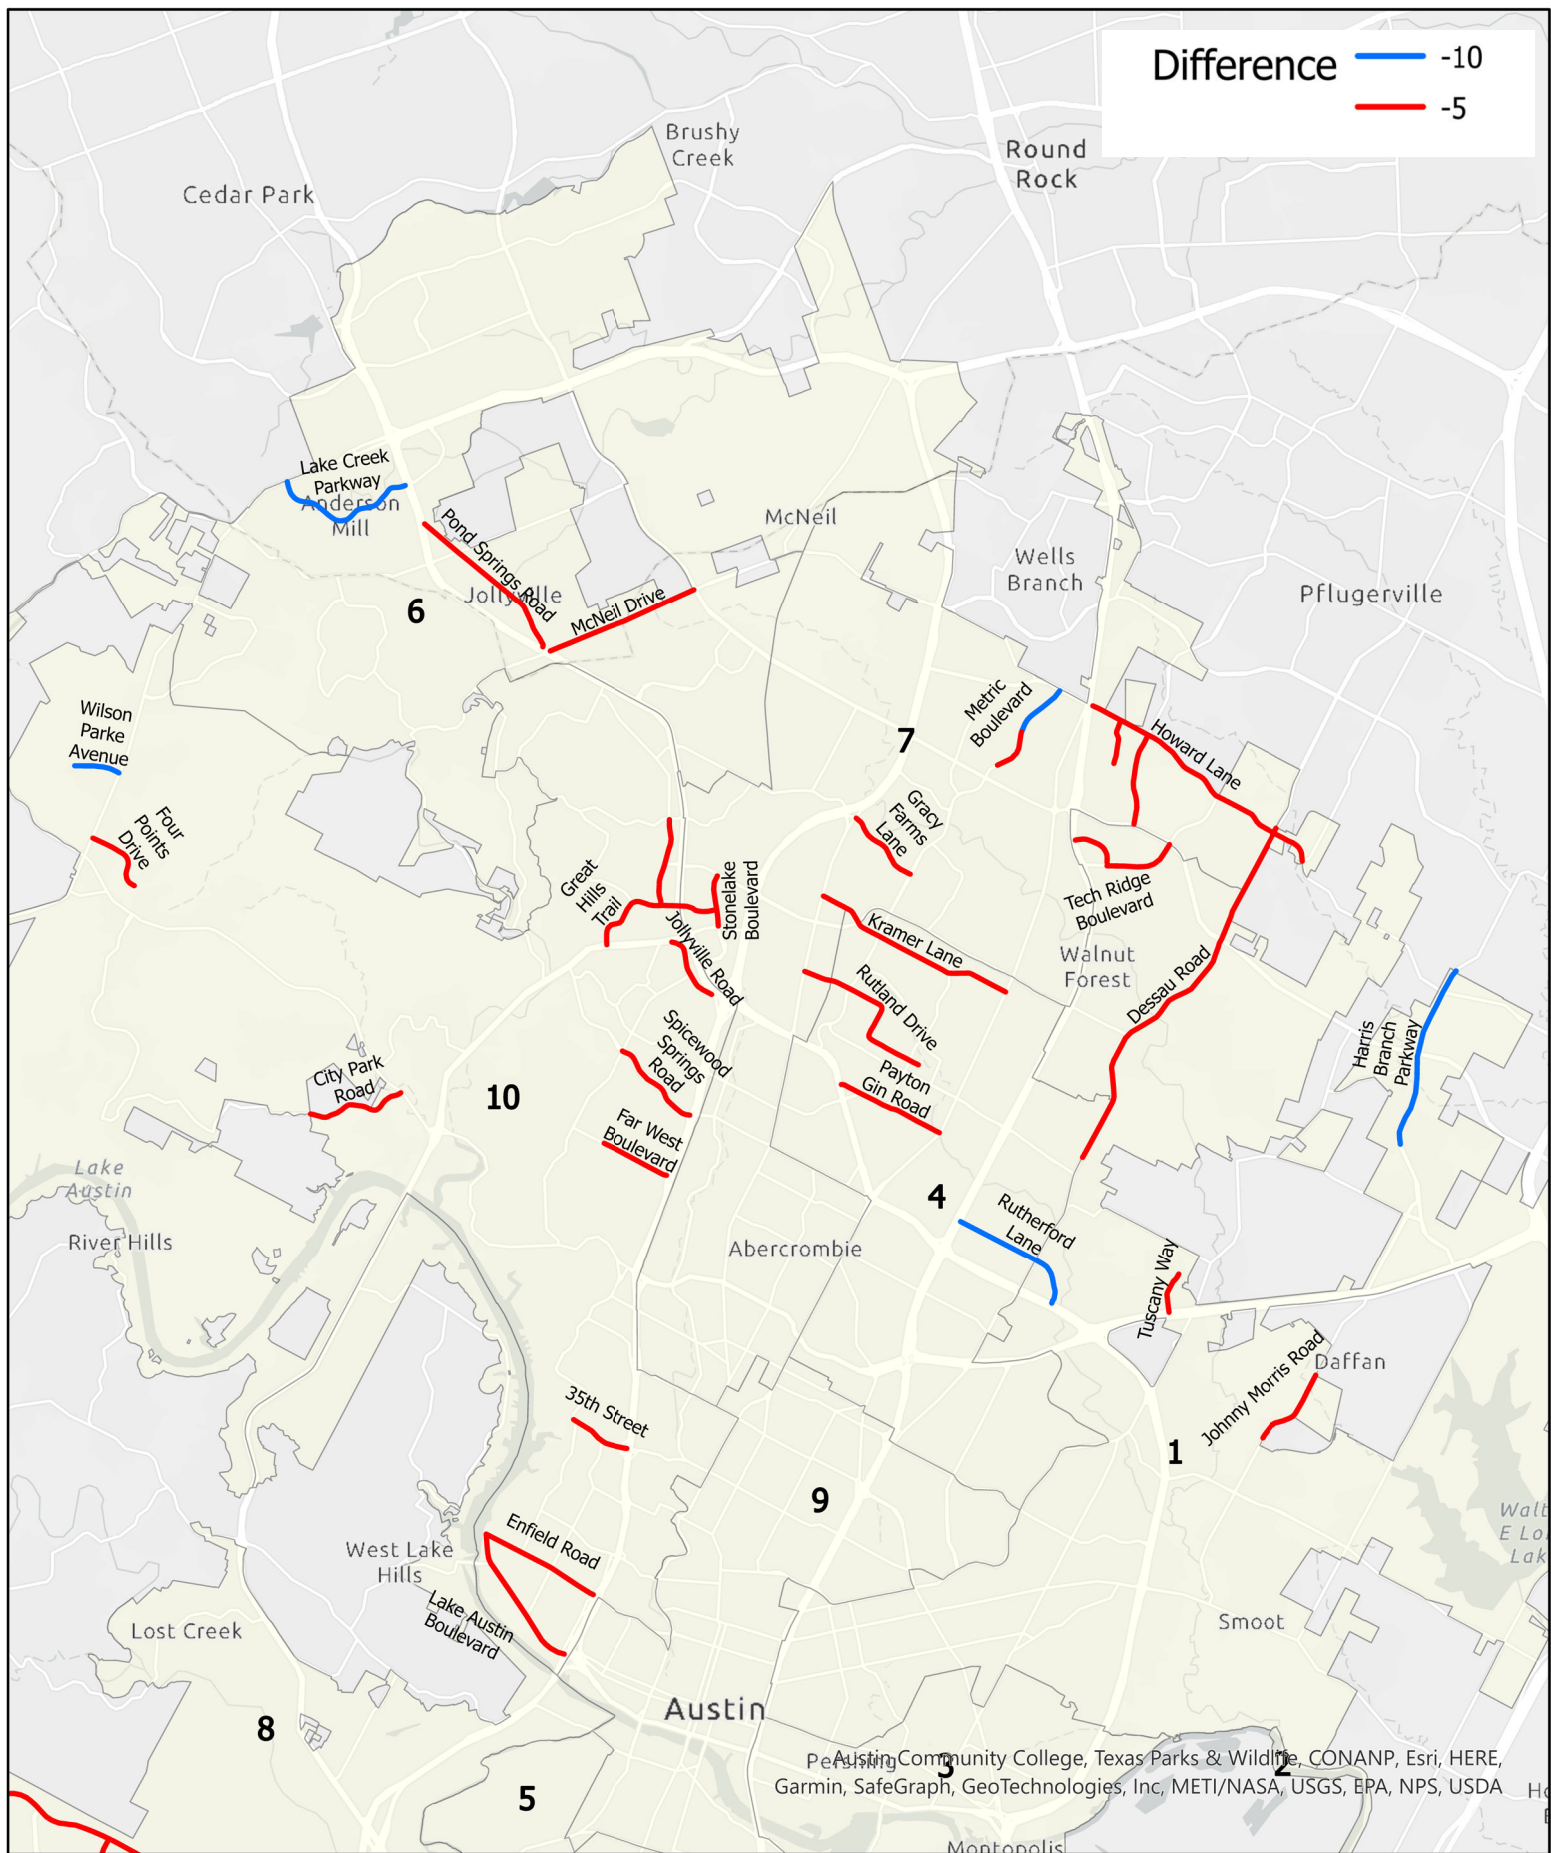 Difference
-10
-5
Brushy
Creek
Round
Rock
Cedar Park
Lake Creek
Parkway
Anderson
Mill
McNeil
Pond Springs Road
Wells
Branch
Pflugerville
Jollyville
McNeil Drive
6
Metric
Boulevard
Wilson
Parke
Avenue
7
Howard Lane
Four
Points
Drive
Gracy
Farms
Lane
Great
Hills
Trail
Stonelake
Boulevard
Tech Ridge
Boulevard
Jollyville Road
Kramer Lane
Walnut
Forest
Dessau Road
Rutland Drive
Harris
Branch
Parkway
Spicewood
Springs
Road
City Park
Road
10
Payton
Gin Road
Far West
Boulevard
Lake
Austin
4
River Hills
Abercrombie
Rutherford
Lane
Tuscany Way
Johnny Morris Road
Daffan
35th Street
1
9
Enfield Road
West Lake
Hills
Lake Austin
Boulevard
Lost Creek
Smoot
Austin
8
Pershing
3
2
5
Austin Community College, Texas Parks & Wildlife, CONANP, Esri, HERE,
Garmin, SafeGraph, GeoTechnologies, Inc, METI/NASA, USGS, EPA, NPS, USDA
Montopolis